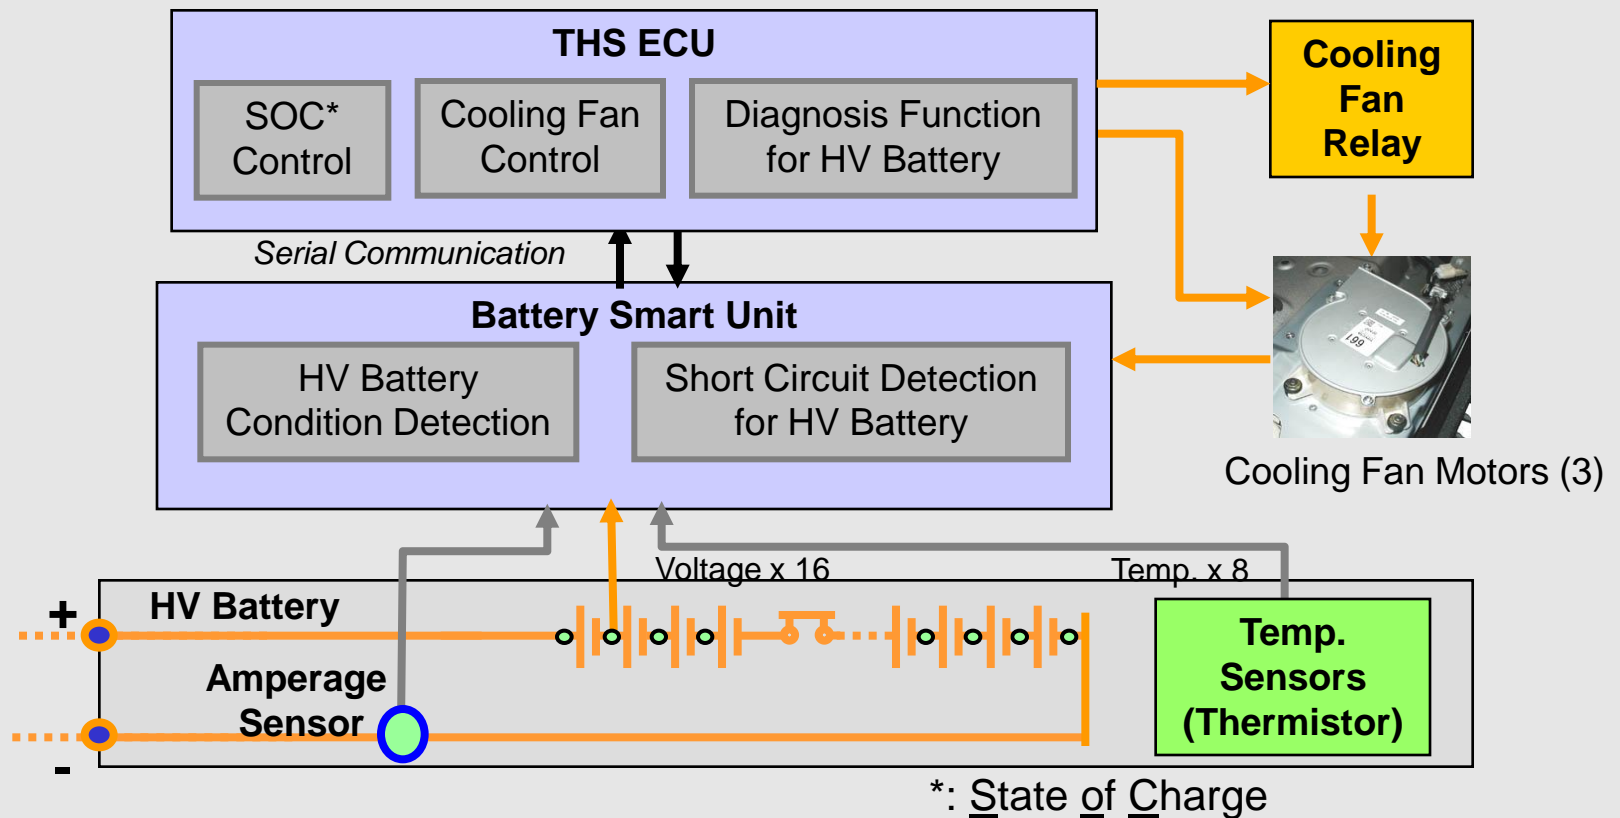 THS ECU
SOC*
Control
Cooling Fan
Control
Diagnosis Function
for HV Battery
Cooling
Fan
Relay
Serial Communication
Battery Smart Unit
HV Battery
Condition Detection
Short Circuit Detection
for HV Battery
661
Cooling Fan Motors (3)
Voltage x 16
Temp. x 8
+
HV Battery
Amperage
Sensor
-
Temp.
Sensors
(Thermistor)
*: State of Charge